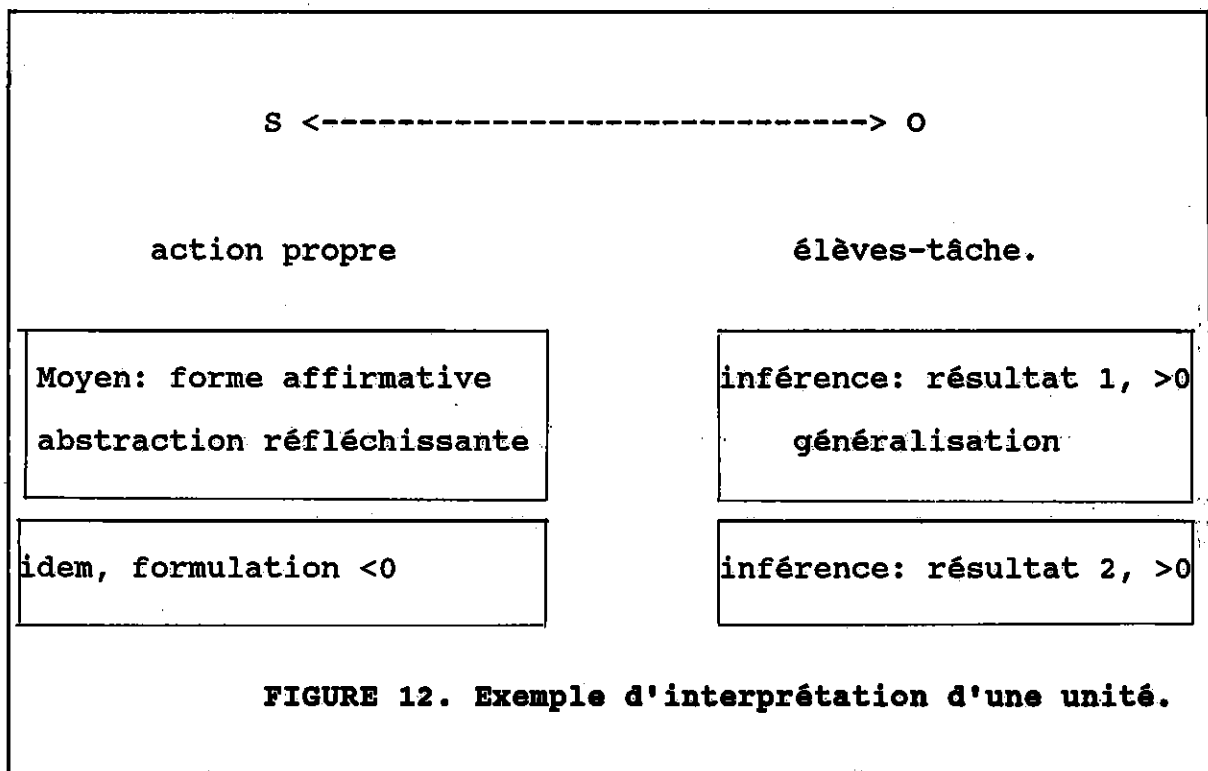 S <-----------------------------> O
action propre élèves-tâche.
Moyen: forme affirmative inférence: résultat 1, >0
abstraction réfléchissante généralisation
idem, formulation <0 inférence: résultat 2, >0
FIGURE 12. Exemple d'interprétation d'une unité.